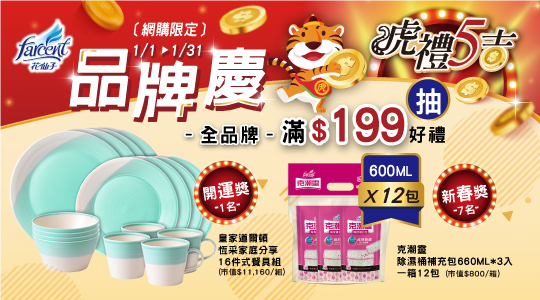 farcent
花仙子
〔網購限定〕
1/1▶1/31
品牌慶
虎禮5吉
- 全品牌 - 滿$199好禮
抽
開運獎
-1名-
皇家道爾頓
恆采家庭分享
16件式餐具組
(市值$11,160/組)
farcent
克潮靈
600ML
X12包
新春獎
-7名-
克潮靈
除濕桶補充包660ML*3入
一箱12包 (市值$800/箱)